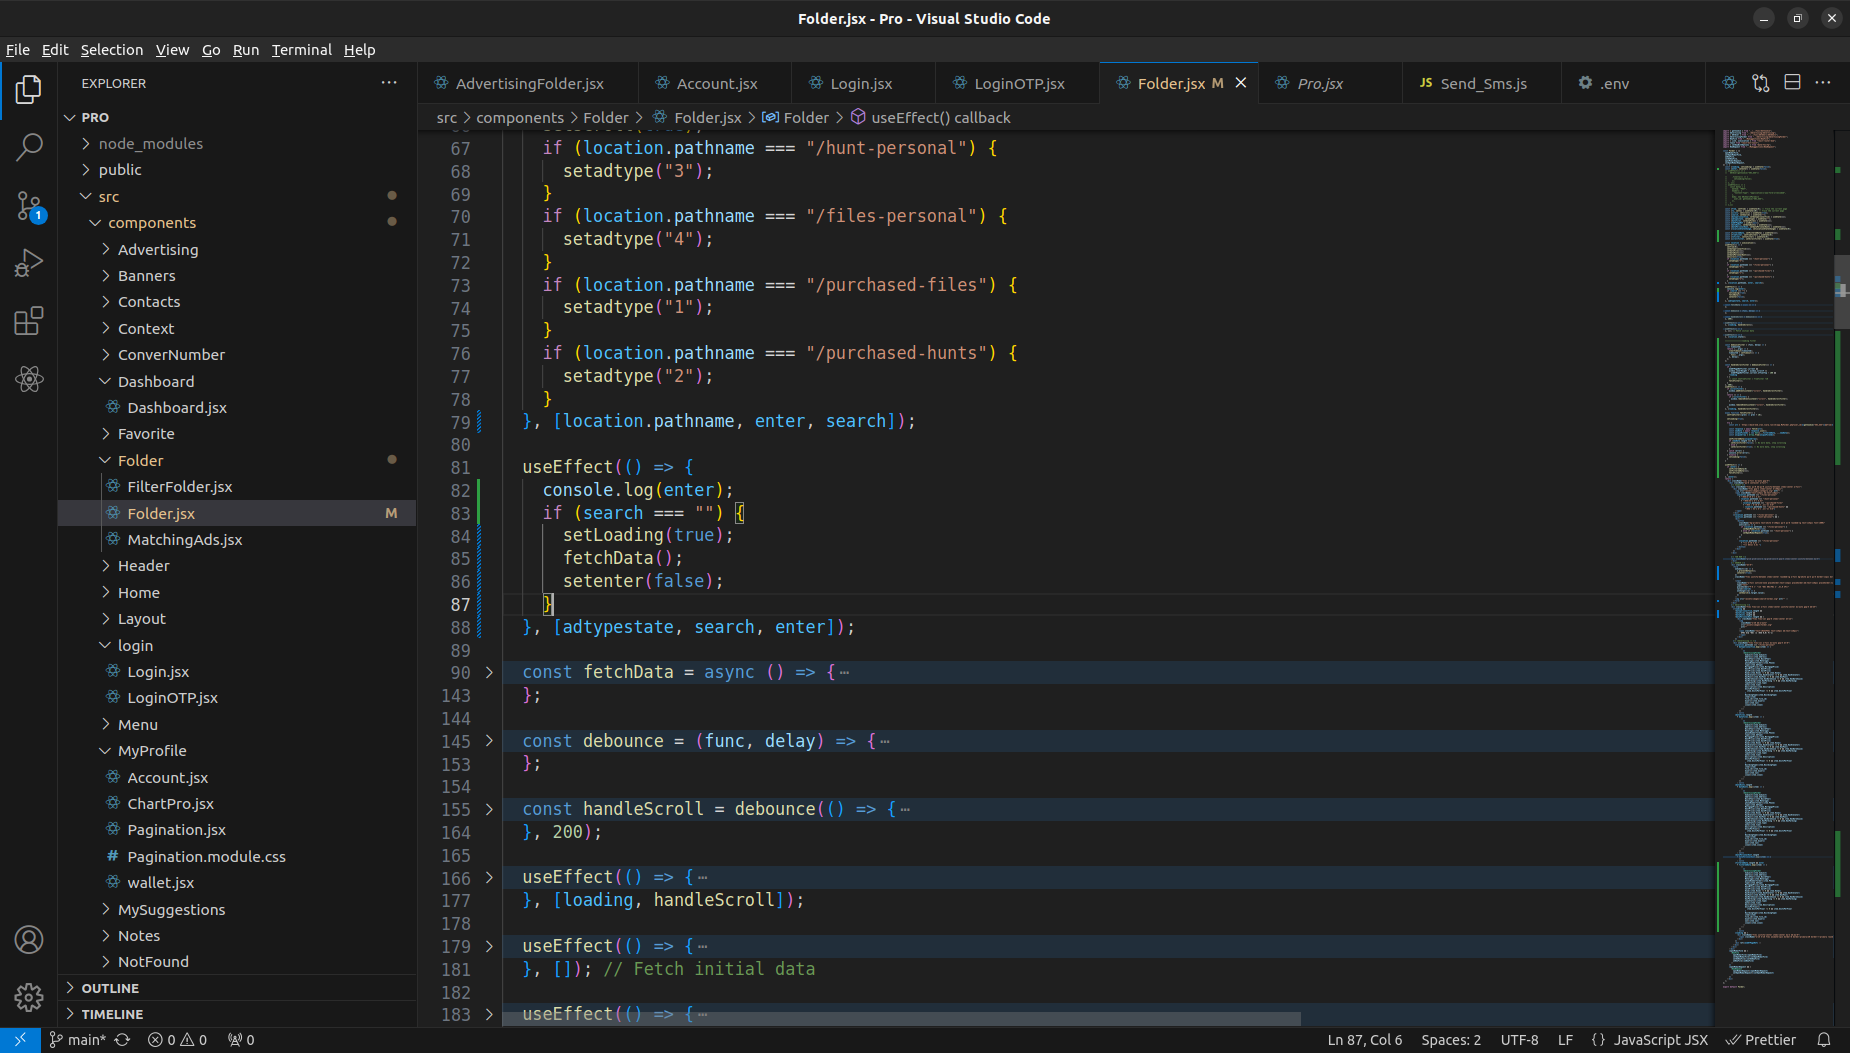 Folder.jsx - Pro - Visual Studio Code
File Edit Selection View Go Run Terminal Help
EXPLORER
PRO
node_modules
public
src
components
Advertising
Banners
Contacts
Context
ConverNumber
Dashboard
Dashboard.jsx
Favorite
Folder
FilterFolder.jsx
Folder.jsx M
MatchingAds.jsx
Header
Home
Layout
login
Login.jsx
LoginOTP.jsx
Menu
MyProfile
Account.jsx
ChartPro.jsx
Pagination.jsx
# Pagination.module.css
wallet.jsx
MySuggestions
Notes
NotFound
OUTLINE
TIMELINE
1
AdvertisingFolder.jsx Account.jsx Login.jsx LoginOTP.jsx Folder.jsx M Pro.jsx JS Send_Sms.js .env
src > components > Folder > Folder.jsx > Folder > useEffect() callback
67 if (location.pathname === "/hunt-personal") {
68 setadtype("3");
69 }
70 if (location.pathname === "/files-personal") {
71 setadtype("4");
72 }
73 if (location.pathname === "/purchased-files") {
74 setadtype("1");
75 }
76 if (location.pathname === "/purchased-hunts") {
77 setadtype("2");
78 }
79 }, [location.pathname, enter, search]);
80
81 useEffect(() => {
82 console.log(enter);
83 if (search === "") {
84 setLoading(true);
85 fetchData();
86 setenter(false);
87 }
88 }, [adtypestate, search, enter]);
89
90 const fetchData = async () => {⋯
143 };
144
145 const debounce = (func, delay) => {⋯
153 };
154
155 const handleScroll = debounce(() => {⋯
164 }, 200);
165
166 useEffect(() => {⋯
177 }, [loading, handleScroll]);
178
179 useEffect(() => {⋯
181 }, []); // Fetch initial data
182
183 useEffect(() => {⋯
main* 0 0 0 Ln 87, Col 6 Spaces: 2 UTF-8 LF {} JavaScript JSX Prettier